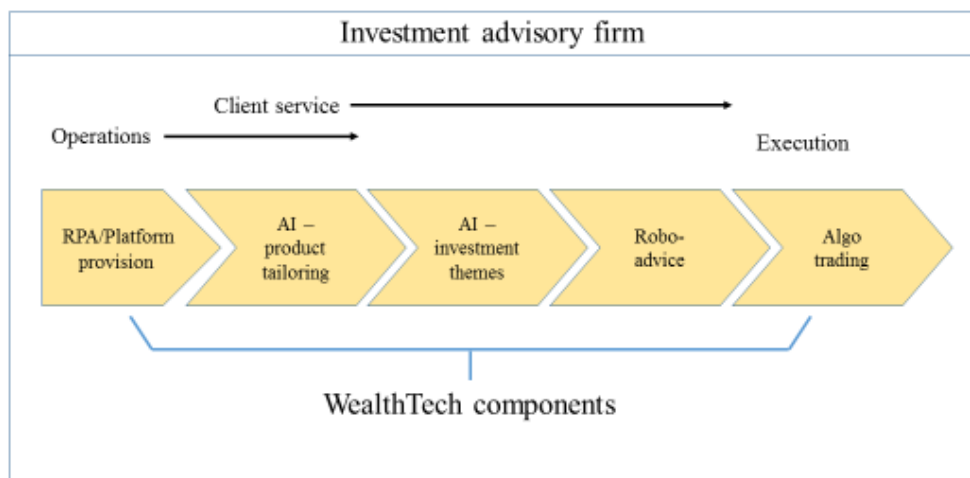 Investment advisory firm
Client service
Operations
Execution
RPA/Platform
provision
AI –
product
tailoring
AI –
investment
themes
Robo-
advice
Algo
trading
WealthTech components